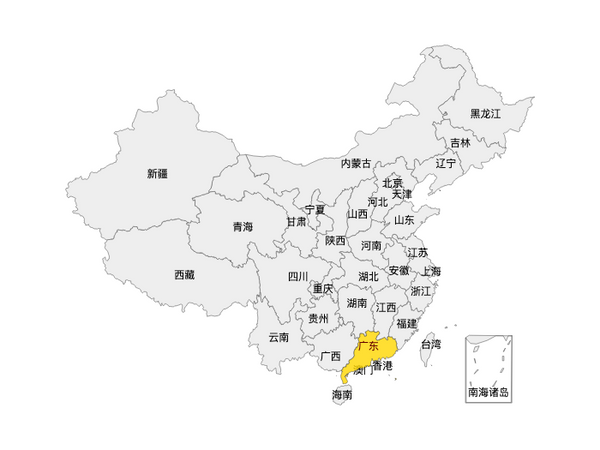 黑龙江
吉林
辽宁
内蒙古
新疆
北京
天津
河北
宁夏
山西
山东
甘肃
青海
陕西
河南
江苏
西藏
四川
湖北
安徽
上海
重庆
浙江
湖南
江西
贵州
福建
云南
台湾
广东
广西
香港
澳门
海南
南海诸岛